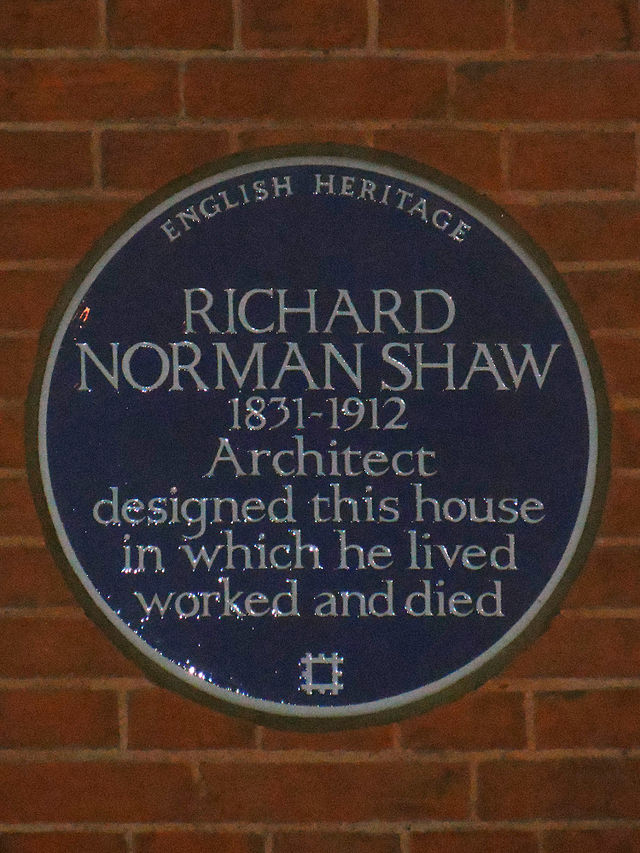 ENGLISH HERITAGE
RICHARD
NORMAN SHAW
1831-1912
Architect
designed this house
in which he lived
worked and died